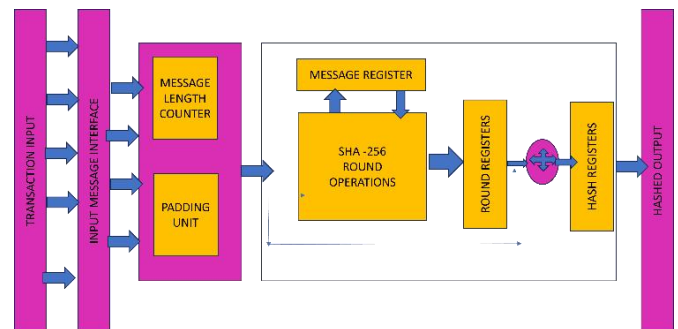 TRANSACTION INPUT
INPUT MESSAGE INTERFACE
MESSAGE
LENGTH
COUNTER
PADDING
UNIT
MESSAGE REGISTER
SHA -256
ROUND
OPERATIONS
ROUND REGISTERS
HASH REGISTERS
HASHED OUTPUT